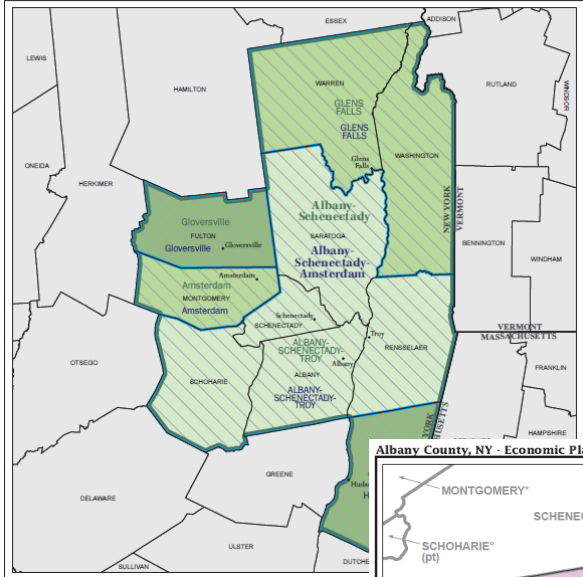 ESSEX
ADDISON
LEWIS
HAMILTON
WARREN
RUTLAND
WINDSOR
GLENS
FALLS
GLENS
FALLS
WASHINGTON
Glens
Falls
ONEIDA
HERKIMER
Gloversville
FULTON
Gloversville
Gloversville
Albany-
Schenectady
SARATOGA
Albany-
Schenectady-
Amsterdam
NEW YORK
VERMONT
BENNINGTON
WINDHAM
Amsterdam
Amsterdam
MONTGOMERY
Amsterdam
Schenectady
SCHENECTADY
Troy
RENSSELAER
VERMONT
MASSACHUSETTS
OTSEGO
SCHOHARIE
ALBANY-
SCHENECTADY-
TROY
Albany
ALBANY
ALBANY-
SCHENECTADY-
TROY
FRANKLIN
HAMPSHIRE
GREENE
DELAWARE
ULSTER
SULLIVAN
Albany County, NY - Economic Pla
MONTGOMERY°
SCHENEC
SCHOHARIE°
(pt)